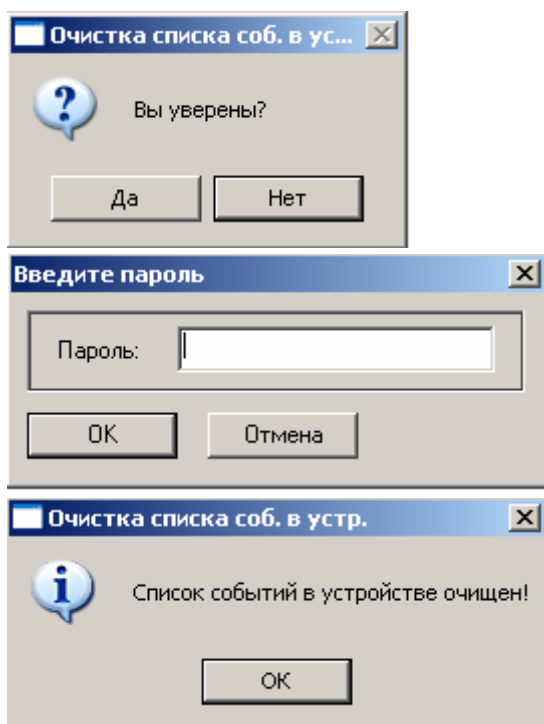 Очистка списка соб. в ус...
Вы уверены?
Да Нет
Введите пароль
Пароль:
OK Отмена
Очистка списка соб. в устр.
Список событий в устройстве очищен!
OK